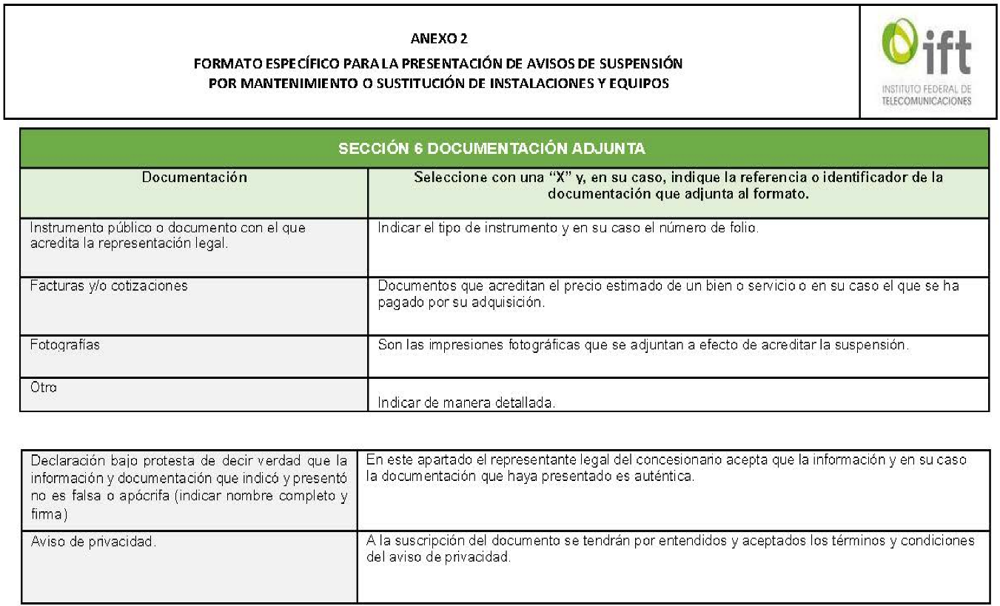 ANEXO 2
FORMATO ESPECÍFICO PARA LA PRESENTACIÓN DE AVISOS DE SUSPENSIÓN
POR MANTENIMIENTO O SUSTITUCIÓN DE INSTALACIONES Y EQUIPOS
ift
INSTITUTO FEDERAL DE
TELECOMUNICACIONES
SECCIÓN 6 DOCUMENTACIÓN ADJUNTA
Documentación
Seleccione con una “X” y, en su caso, indique la referencia o identificador de la
documentación que adjunta al formato.
Instrumento público o documento con el que
acredita la representación legal.
Indicar el tipo de instrumento y en su caso el número de folio.
Facturas y/o cotizaciones
Documentos que acreditan el precio estimado de un bien o servicio o en su caso el que se ha
pagado por su adquisición.
Fotografías
Son las impresiones fotográficas que se adjuntan a efecto de acreditar la suspensión.
Otro
Indicar de manera detallada.
Declaración bajo protesta de decir verdad que la
información y documentación que indicó y presentó
no es falsa o apócrifa (indicar nombre completo y
firma)
En este apartado el representante legal del concesionario acepta que la información y en su caso
la documentación que haya presentado es auténtica.
Aviso de privacidad.
A la suscripción del documento se tendrán por entendidos y aceptados los términos y condiciones
del aviso de privacidad.